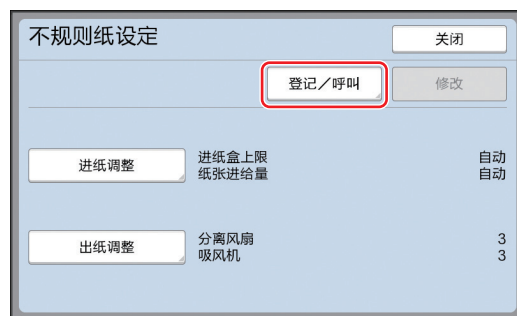 不规则纸设定 关闭
登记／呼叫 修改
进纸调整 进纸盒上限 自动
纸张进给量 自动
出纸调整 分离风扇 3
吸风机 3